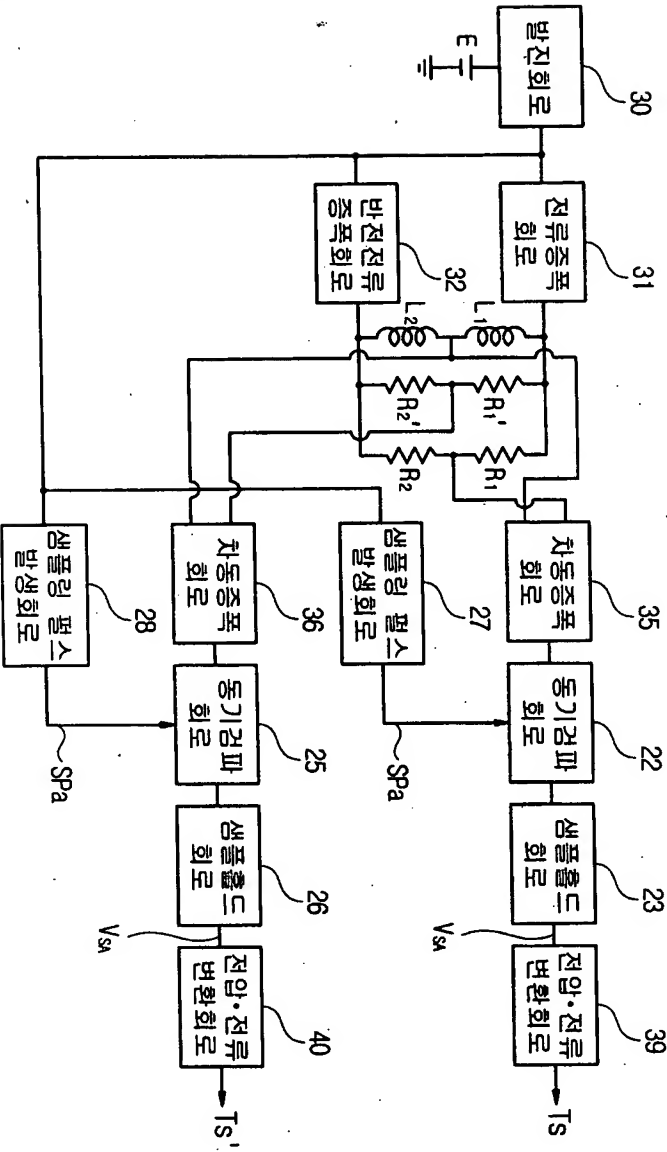 30
발진회로
E
31
전류증폭
회로
32
반전전류
증폭회로
L₁
L₂
R₁'
R₂'
R₁
R₂
35
차동증폭
회로
22
동기검파
회로
23
샘플홀드
회로
V_SA
39
전압·전류
변환회로
Ts
27
샘플링 펄스
발생회로
SPa
36
차동증폭
회로
25
동기검파
회로
26
샘플홀드
회로
V_SA
40
전압·전류
변환회로
Ts'
28
샘플링 펄스
발생회로
SPa